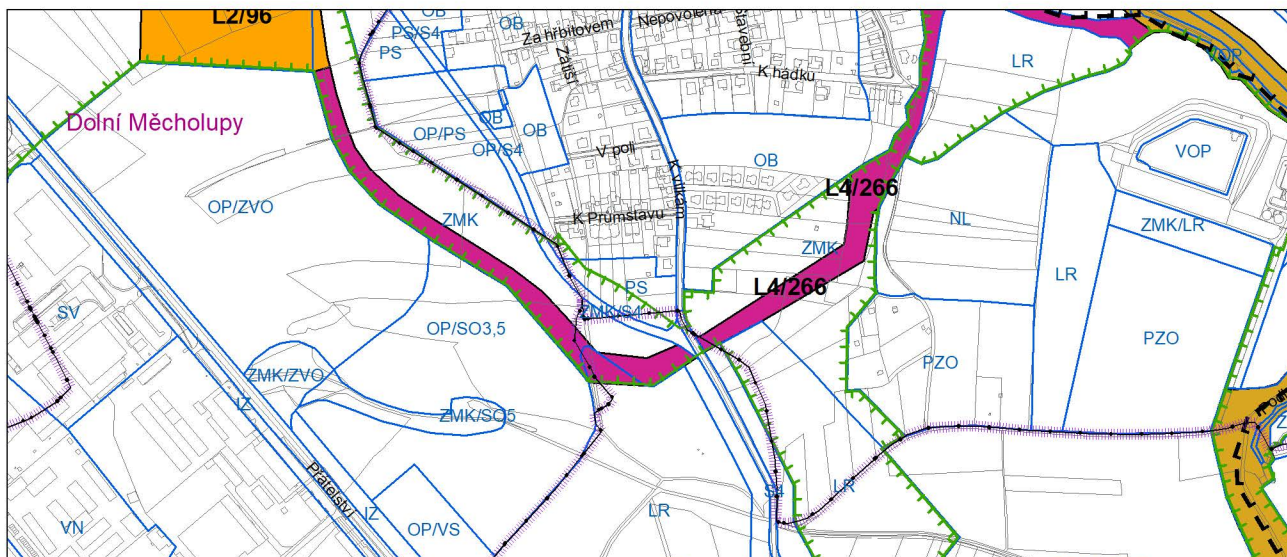 L2/96
OB
PS/S4
PS
Za hřbitovem
OB
Zátiší
K hádku
LR
VOP
Dolní Měcholupy
OP/PS
OB
OP/S4
OB
V poli
K vilkám
OB
VOP
L4/266
OP/ZVO
ZMK
K Průmstavu
ZMK
NL
ZMK/LR
L4/266
PS
ZMK/S4
LR
SV
OP/SO3,5
PZO
PZO
ZMK/ZVO
IZ
ZMK/SO5
Přátelství
IZ
S4
LR
LR
VN
OP/VS